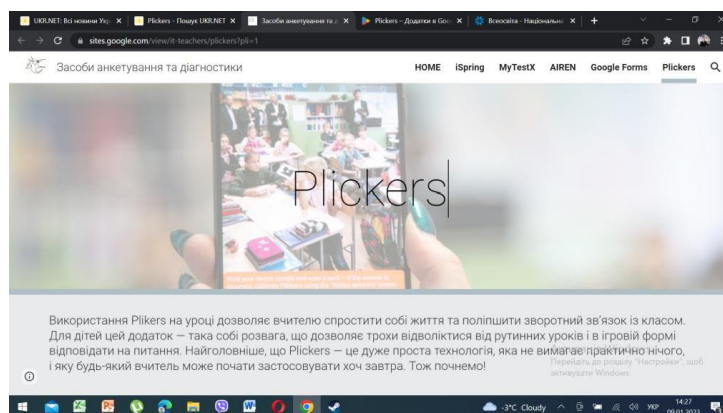 UKR.NET: Всі новини Укр
Plickers - Пошук UKR.NET
Засоби анкетування та д
Plickers – Додатки в Goo
Всеосвіта - Національна
sites.google.com/view/it-teachers/plickers?pli=1
Засоби анкетування та діагностики
HOME iSpring MyTestX AIREN Google Forms Plickers
Plickers
Використання Plikers на уроці дозволяє вчителю спростити собі життя та поліпшити зворотній зв'язок із класом.
Для дітей цей додаток — така собі розвага, що дозволяє трохи відволіктися від рутинних уроків і в ігровій формі
відповідати на питання. Найголовніше, що Plickers — це дуже проста технологія, яка не вимагає практично нічого,
і яку будь-який вчитель може почати застосовувати хоч завтра. Тож почнемо!
Перейдіть до розділу "Настройки", щоб
активувати Windows.
-3°C Cloudy
УКР
14:27
09.01.2023